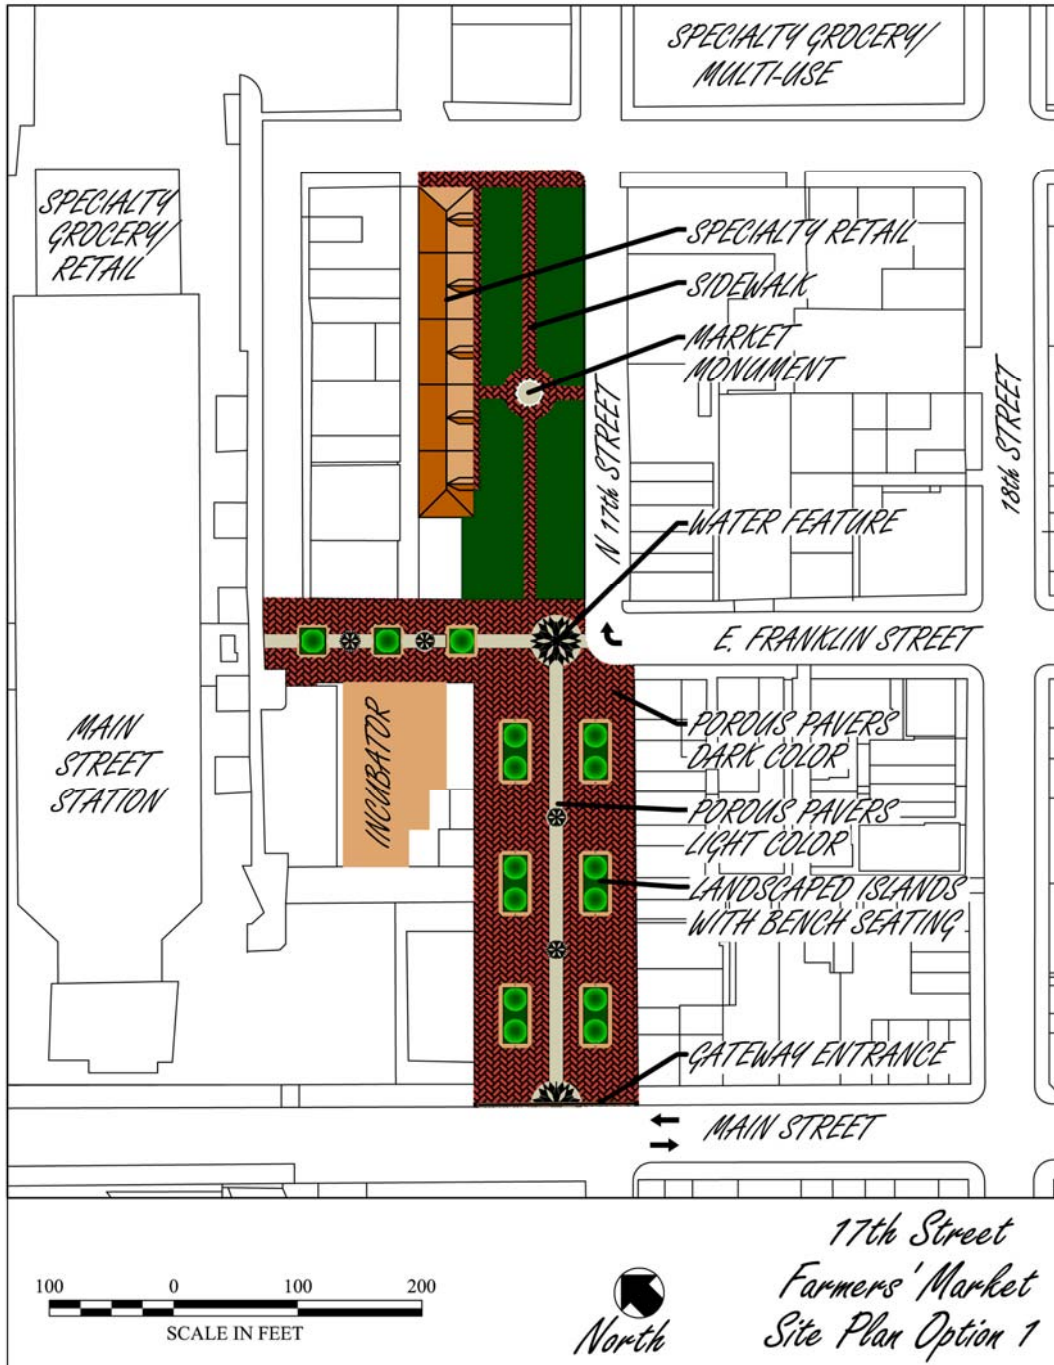 SPECIALTY GROCERY/
MULTI-USE
SPECIALTY
GROCERY/
RETAIL
SPECIALTY RETAIL
SIDEWALK
MARKET
MONUMENT
N 17th STREET
18th STREET
WATER FEATURE
E. FRANKLIN STREET
MAIN
STREET
STATION
INCUBATOR
POROUS PAVERS
DARK COLOR
POROUS PAVERS
LIGHT COLOR
LANDSCAPED ISLANDS
WITH BENCH SEATING
GATEWAY ENTRANCE
MAIN STREET
100 0 100 200
SCALE IN FEET
North
17th Street
Farmers' Market
Site Plan Option 1